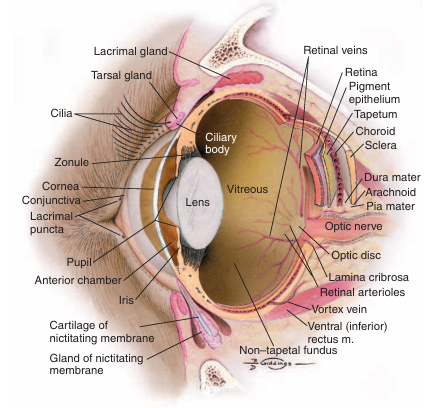 Lacrimal gland
Tarsal gland
Cilia
Zonule
Cornea
Conjunctiva
Lacrimal
puncta
Pupil
Anterior chamber
Iris
Cartilage of
nictitating membrane
Gland of nictitating
membrane
Ciliary
body
Lens
Vitreous
Retinal veins
Retina
Pigment
epithelium
Tapetum
Choroid
Sclera
Dura mater
Arachnoid
Pia mater
Optic nerve
Optic disc
Lamina cribrosa
Retinal arterioles
Vortex vein
Ventral (inferior)
rectus m.
Non–tapetal fundus